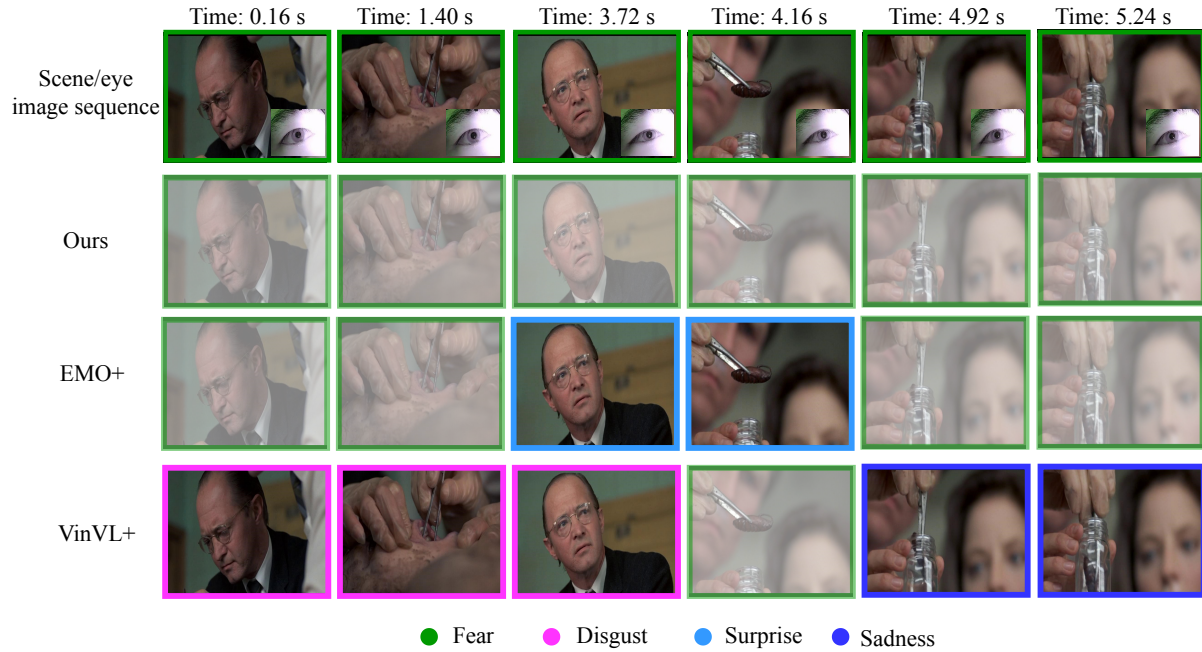 Time: 0.16 s Time: 1.40 s Time: 3.72 s Time: 4.16 s Time: 4.92 s Time: 5.24 s
Scene/eye
image sequence
Ours
EMO+
VinVL+
Fear Disgust Surprise Sadness